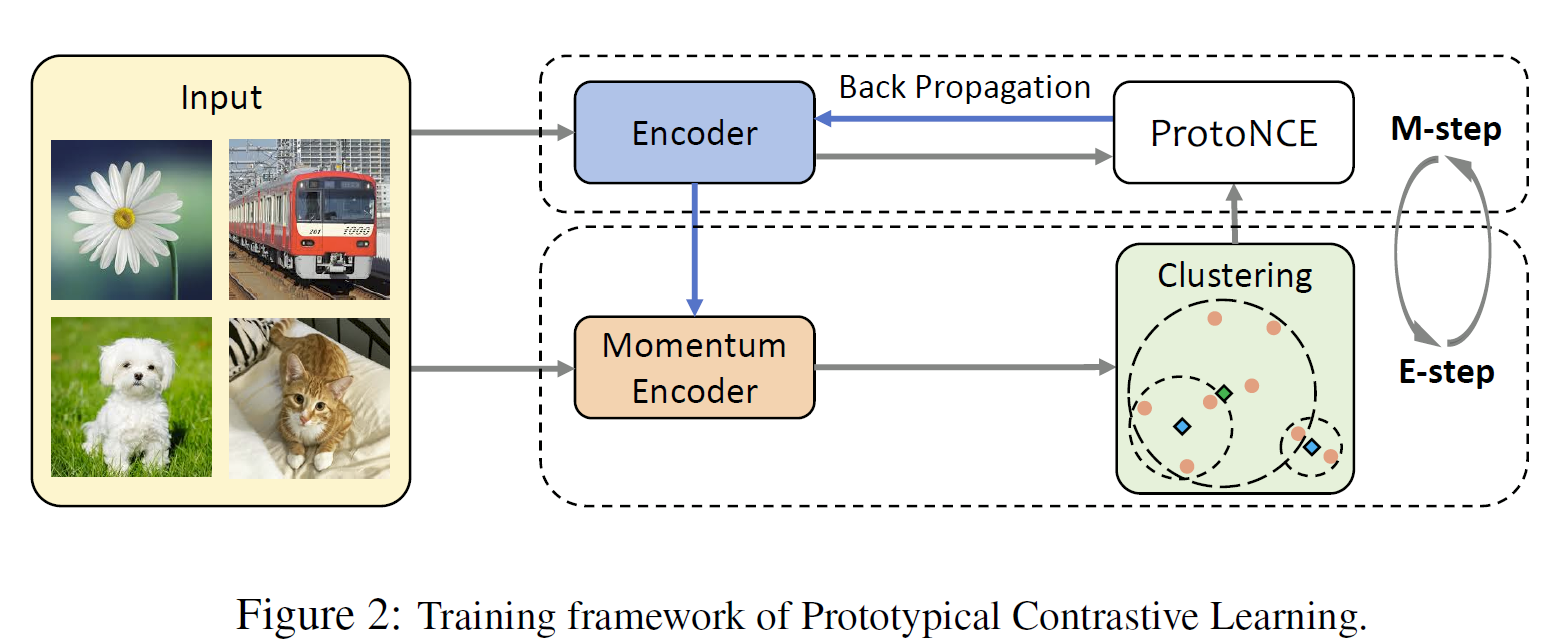 Input
Encoder
Back Propagation
ProtoNCE
M-step
Momentum
Encoder
Clustering
E-step
Figure 2: Training framework of Prototypical Contrastive Learning.